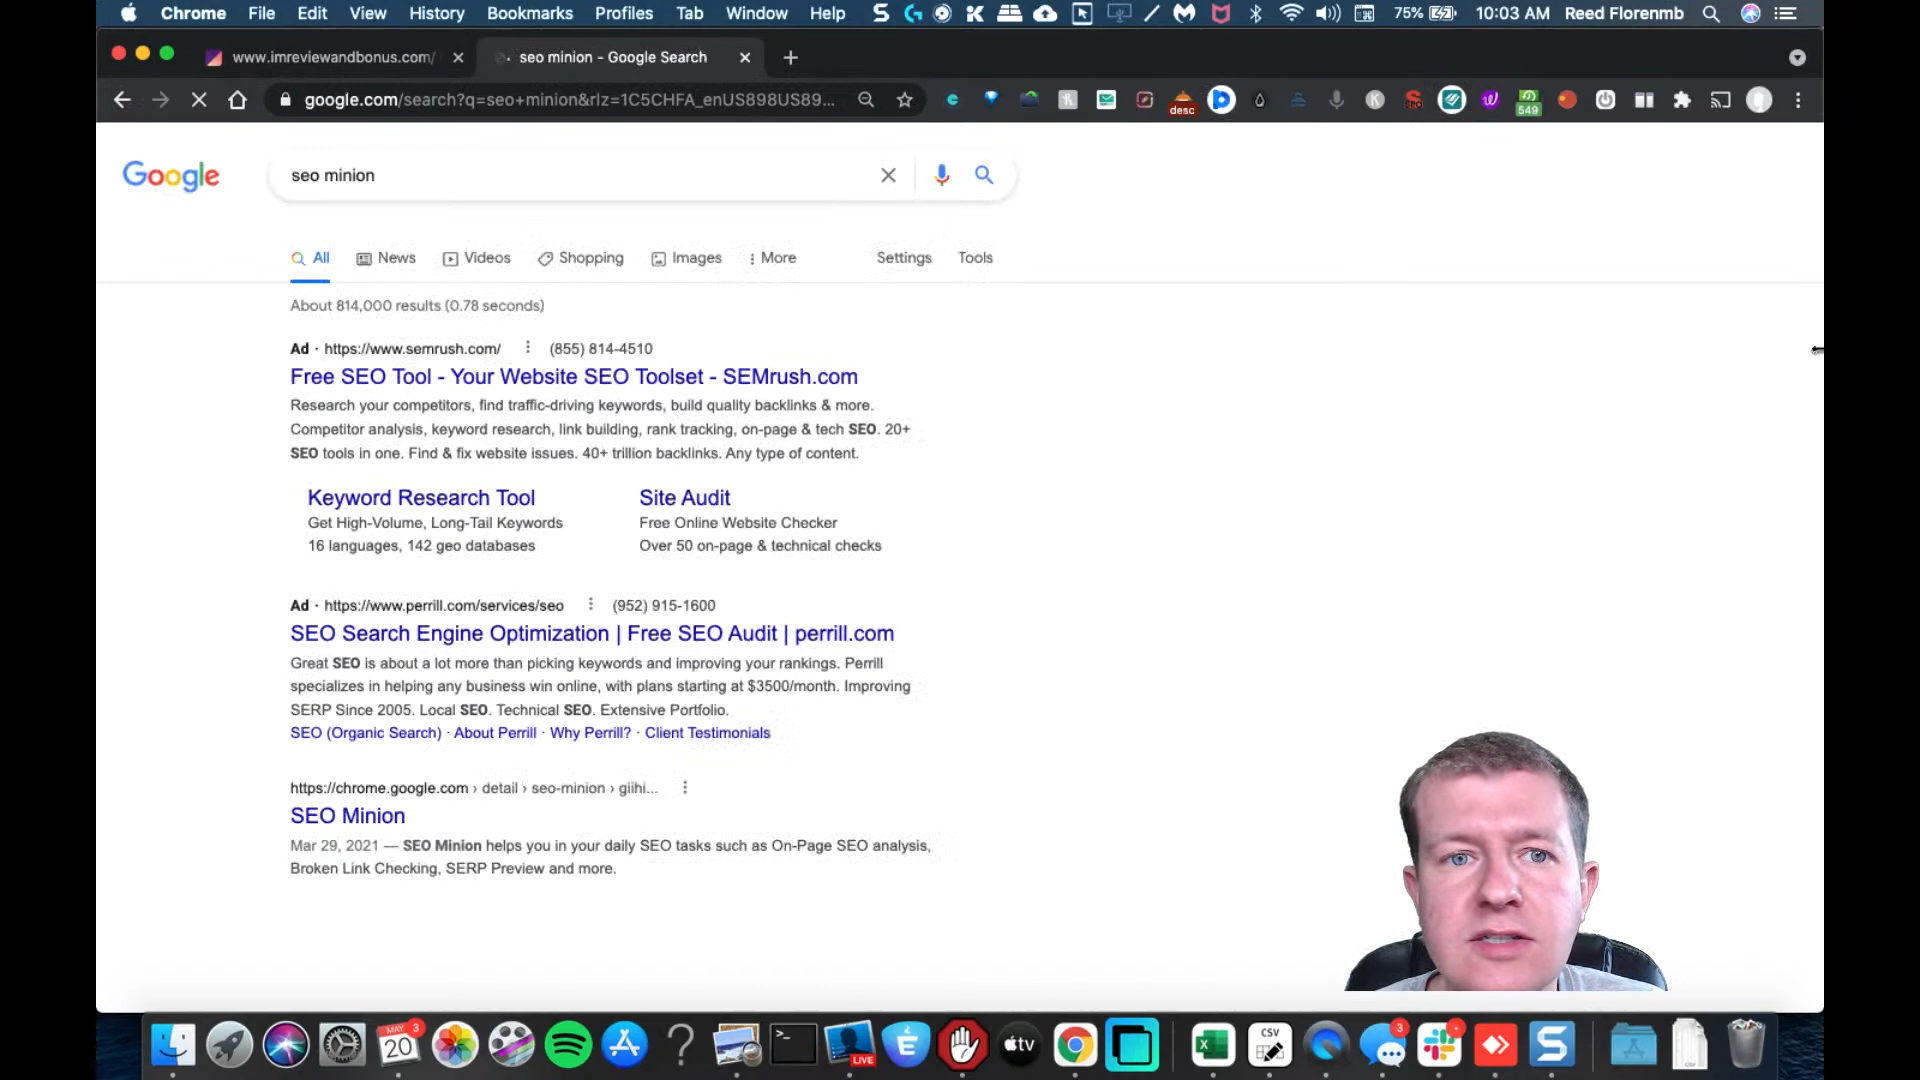 Chrome File Edit View History Bookmarks Profiles Tab Window Help 75% 10:03 AM Reed Florenmb
www.imreviewandbonus.com/ seo minion - Google Search
google.com/search?q=seo+minion&rlz=1C5CHFA_enUS898US89...
desc
549
Google
seo minion
All News Videos Shopping Images More Settings Tools
About 814,000 results (0.78 seconds)
Ad · https://www.semrush.com/ (855) 814-4510
Free SEO Tool - Your Website SEO Toolset - SEMrush.com
Research your competitors, find traffic-driving keywords, build quality backlinks & more.
Competitor analysis, keyword research, link building, rank tracking, on-page & tech SEO. 20+
SEO tools in one. Find & fix website issues. 40+ trillion backlinks. Any type of content.
Keyword Research Tool Site Audit
Get High-Volume, Long-Tail Keywords Free Online Website Checker
16 languages, 142 geo databases Over 50 on-page & technical checks
Ad · https://www.perrill.com/services/seo (952) 915-1600
SEO Search Engine Optimization | Free SEO Audit | perrill.com
Great SEO is about a lot more than picking keywords and improving your rankings. Perrill
specializes in helping any business win online, with plans starting at $3500/month. Improving
SERP Since 2005. Local SEO. Technical SEO. Extensive Portfolio.
SEO (Organic Search) · About Perrill · Why Perrill? · Client Testimonials
https://chrome.google.com › detail › seo-minion › giihi...
SEO Minion
Mar 29, 2021 — SEO Minion helps you in your daily SEO tasks such as On-Page SEO analysis,
Broken Link Checking, SERP Preview and more.
MAY 3
20
LIVE
tv
CSV
3